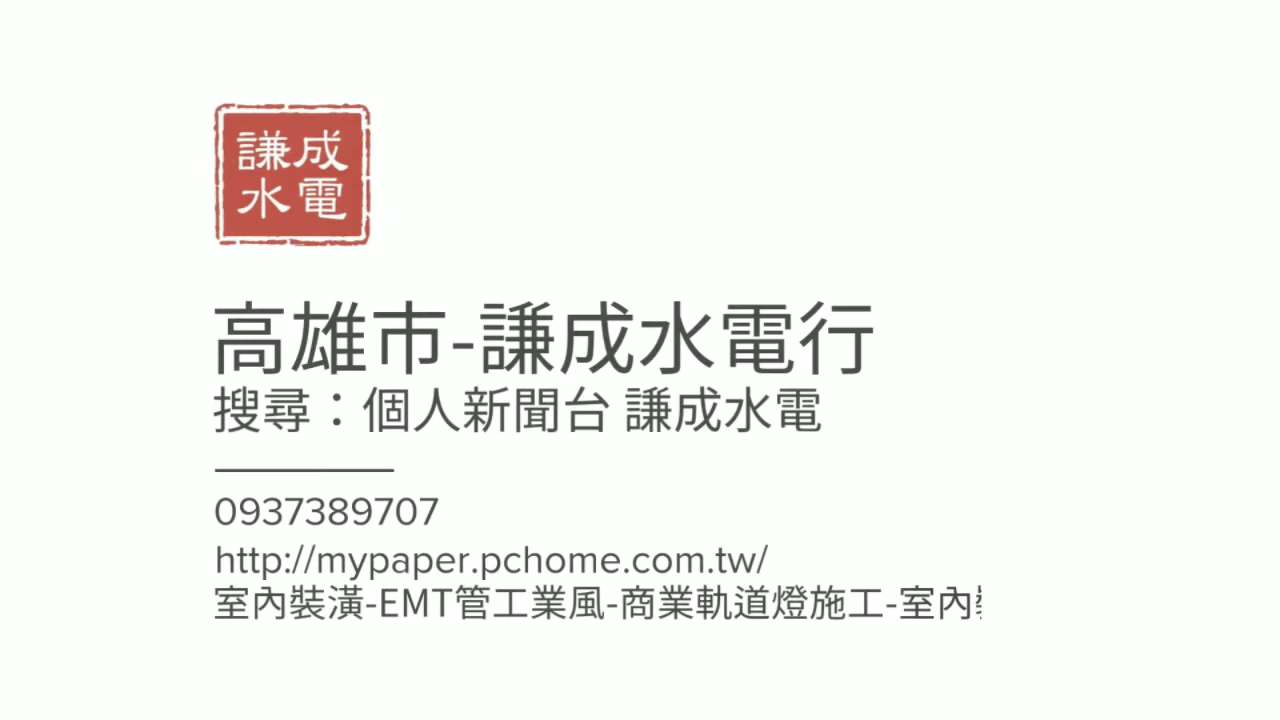 謙成
水電
高雄市-謙成水電行
搜尋：個人新聞台 謙成水電
0937389707
http://mypaper.pchome.com.tw/
室內裝潢-EMT管工業風-商業軌道燈施工-室內